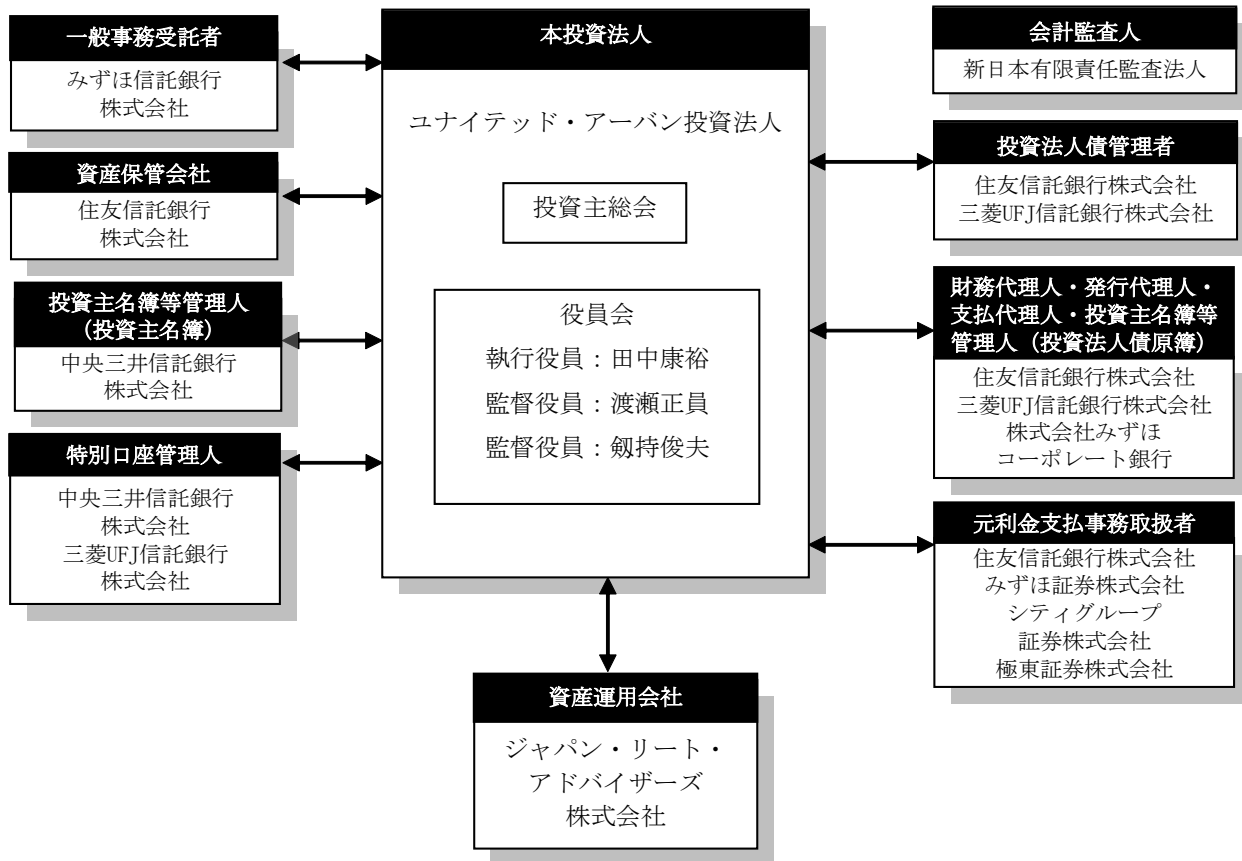 一般事務受託者
みずほ信託銀行
株式会社
資産保管会社
住友信託銀行
株式会社
投資主名簿等管理人
(投資主名簿)
中央三井信託銀行
株式会社
特別口座管理人
中央三井信託銀行
株式会社
三菱UFJ信託銀行
株式会社
本投資法人
ユナイテッド・アーバン投資法人
投資主総会
役員会
執行役員:田中康裕
監督役員:渡瀬正員
監督役員:剱持俊夫
資産運用会社
ジャパン・リート・
アドバイザーズ
株式会社
会計監査人
新日本有限責任監査法人
投資法人債管理者
住友信託銀行株式会社
三菱UFJ信託銀行株式会社
財務代理人・発行代理人・
支払代理人・投資主名簿等
管理人(投資法人債原簿)
住友信託銀行株式会社
三菱UFJ信託銀行株式会社
株式会社みずほ
コーポレート銀行
元利金支払事務取扱者
住友信託銀行株式会社
みずほ証券株式会社
シティグループ
証券株式会社
極東証券株式会社